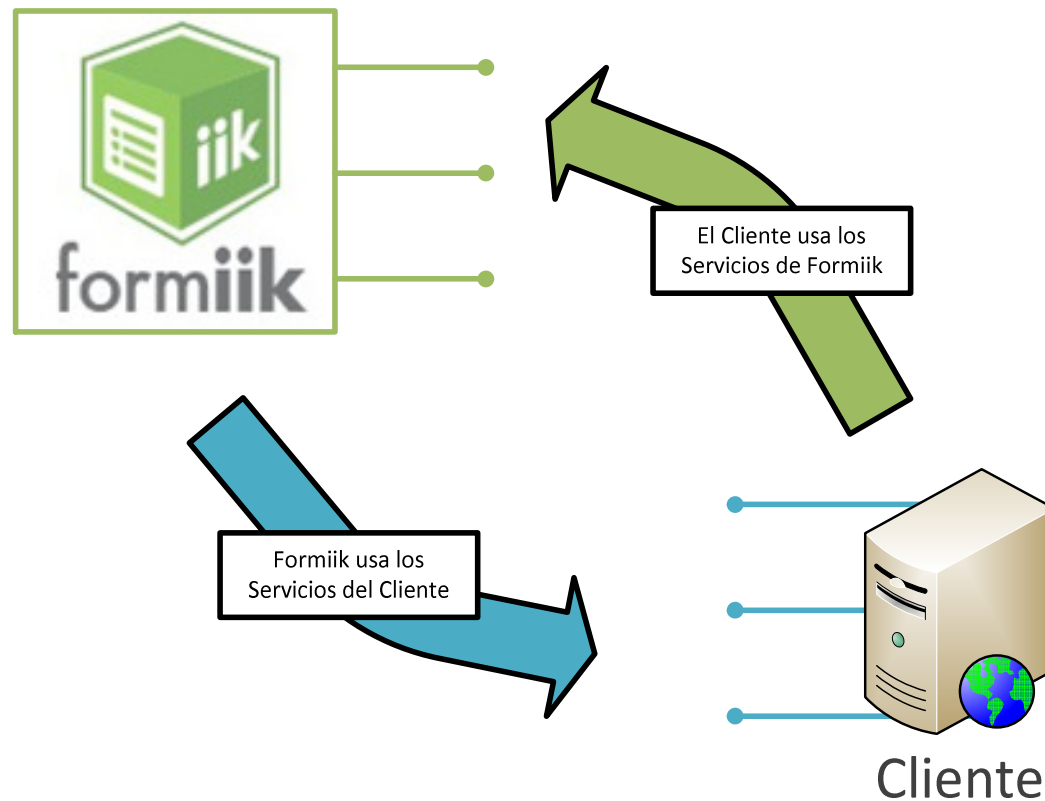 iik
formiik
El Cliente usa los
Servicios de Formiik
Formiik usa los
Servicios del Cliente
Cliente